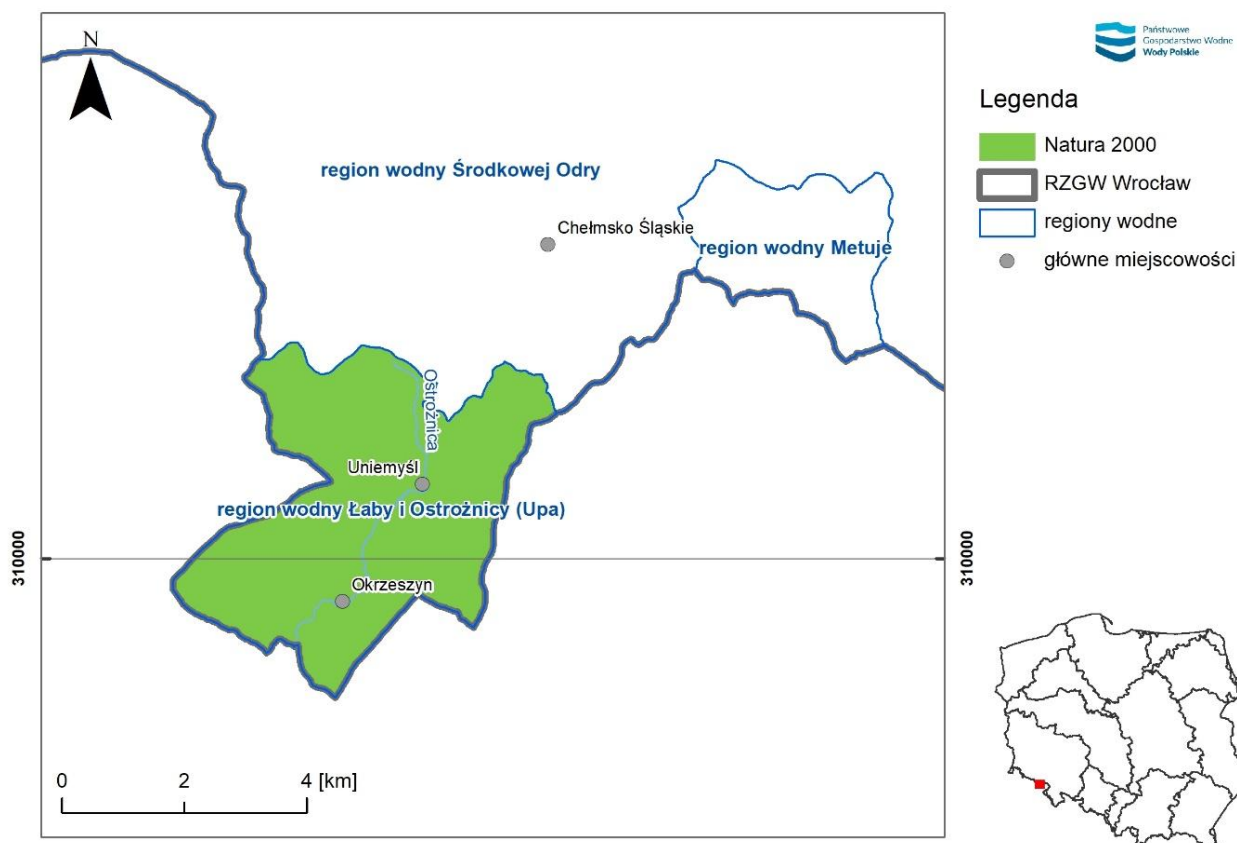 N
region wodny Środkowej Odry
Chełmsko Śląskie
region wodny Metuje
Ostrożnica
Uniemyśl
region wodny Łaby i Ostrożnicy (Upa)
Okrzeszyn
310000
310000
0 2 4 [km]
Państwowe
Gospodarstwo Wodne
Wody Polskie
Legenda
Natura 2000
RZGW Wrocław
regiony wodne
główne miejscowości